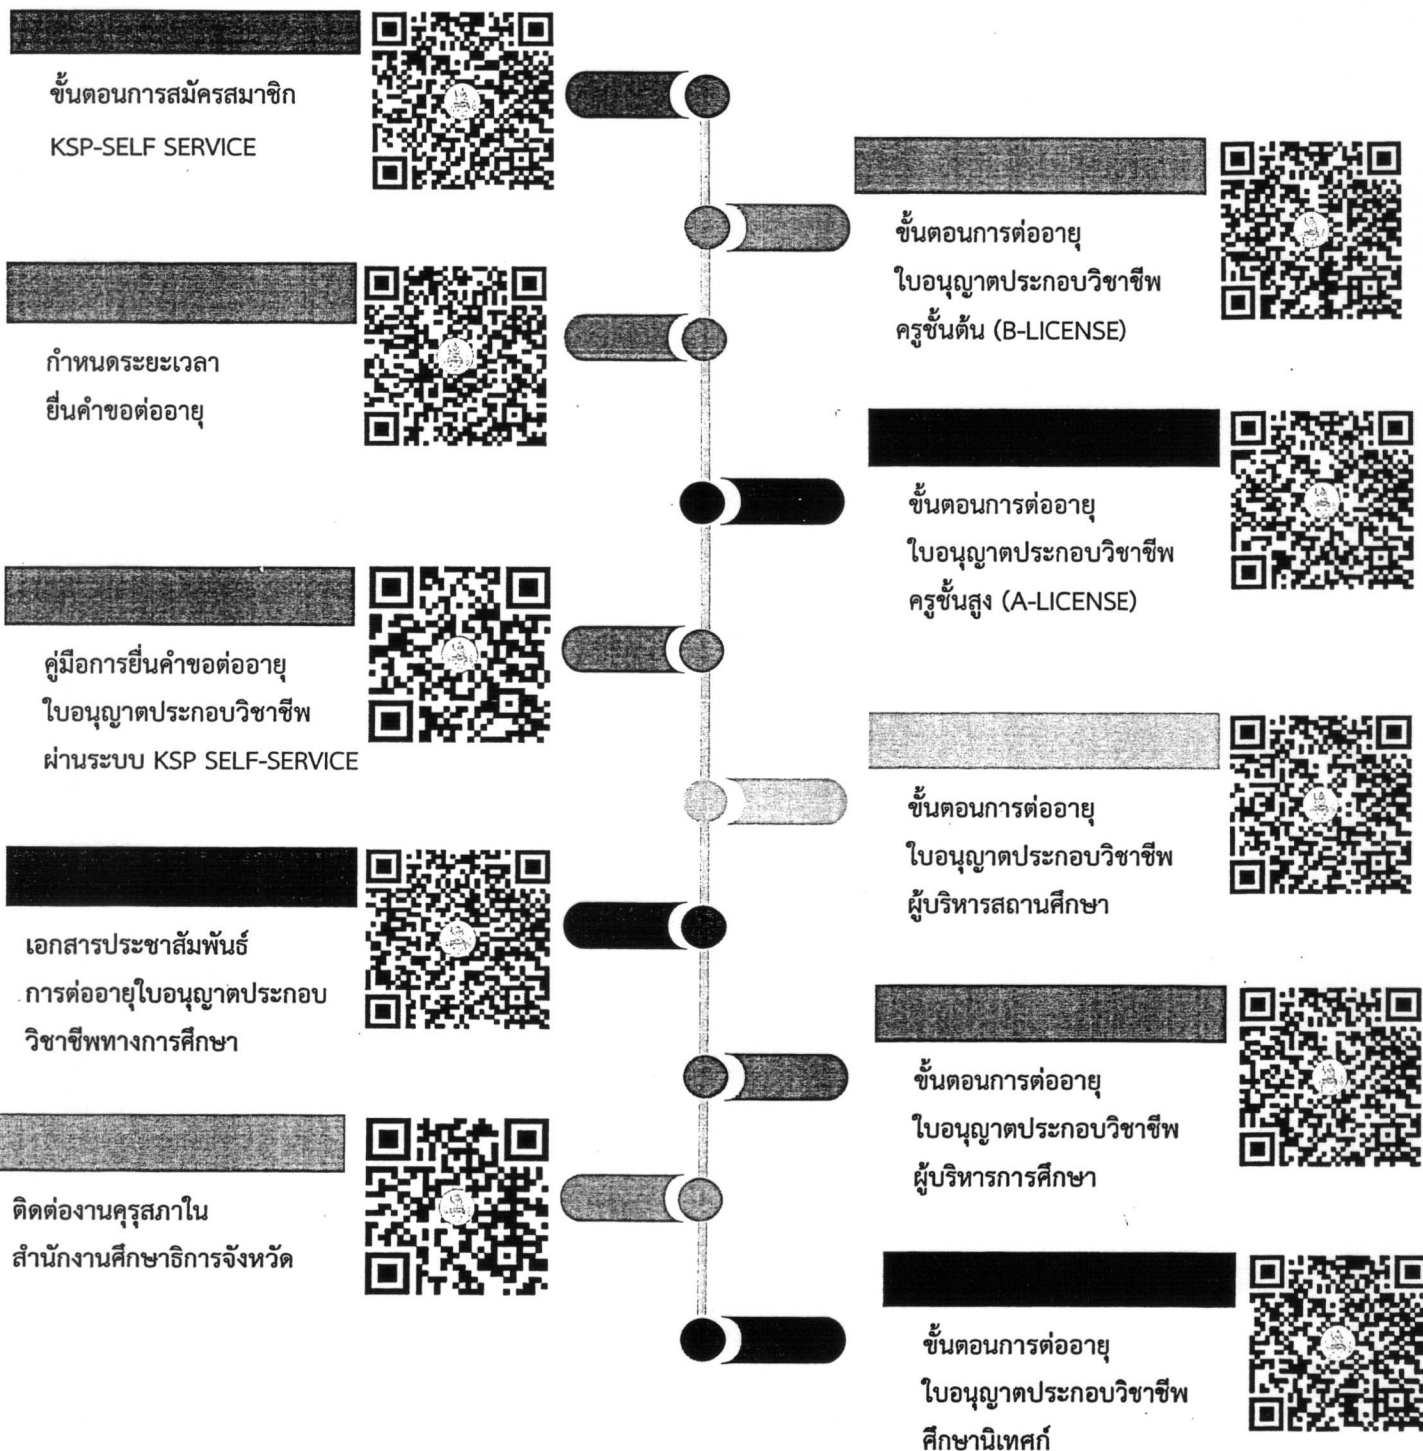 ขั้นตอนการสมัครสมาชิก
KSP-SELF SERVICE
ขั้นตอนการต่ออายุ
ใบอนุญาตประกอบวิชาชีพ
ครูชั้นต้น (B-LICENSE)
กำหนดระยะเวลา
ยื่นคำขอต่ออายุ
ขั้นตอนการต่ออายุ
ใบอนุญาตประกอบวิชาชีพ
ครูชั้นสูง (A-LICENSE)
คู่มือการยื่นคำขอต่ออายุ
ใบอนุญาตประกอบวิชาชีพ
ผ่านระบบ KSP SELF-SERVICE
ขั้นตอนการต่ออายุ
ใบอนุญาตประกอบวิชาชีพ
ผู้บริหารสถานศึกษา
เอกสารประชาสัมพันธ์
การต่ออายุใบอนุญาตประกอบ
วิชาชีพทางการศึกษา
ขั้นตอนการต่ออายุ
ใบอนุญาตประกอบวิชาชีพ
ผู้บริหารการศึกษา
ติดต่องานคุรุสภาใน
สำนักงานศึกษาธิการจังหวัด
ขั้นตอนการต่ออายุ
ใบอนุญาตประกอบวิชาชีพ
ศึกษานิเทศก์